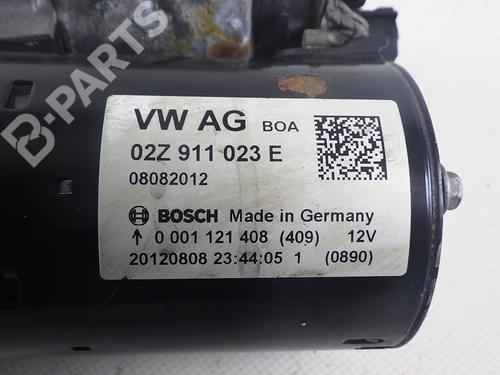 VW AG BOA
02Z 911 023 E
08082012
BOSCH Made in Germany
↑ 0 001 121 408 (409) 12V
20120808 23:44:05 1 (0890)
B-PARTS
B-PARTS